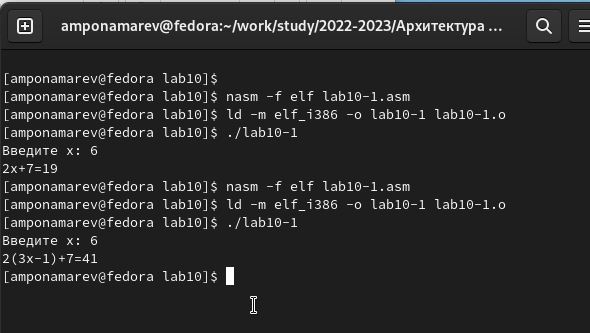 amponamarev@fedora:~/work/study/2022-2023/Архитектура ...
[amponamarev@fedora lab10]$
[amponamarev@fedora lab10]$ nasm -f elf lab10-1.asm
[amponamarev@fedora lab10]$ ld -m elf_i386 -o lab10-1 lab10-1.o
[amponamarev@fedora lab10]$ ./lab10-1
Введите x: 6
2x+7=19
[amponamarev@fedora lab10]$ nasm -f elf lab10-1.asm
[amponamarev@fedora lab10]$ ld -m elf_i386 -o lab10-1 lab10-1.o
[amponamarev@fedora lab10]$ ./lab10-1
Введите x: 6
2(3x-1)+7=41
[amponamarev@fedora lab10]$